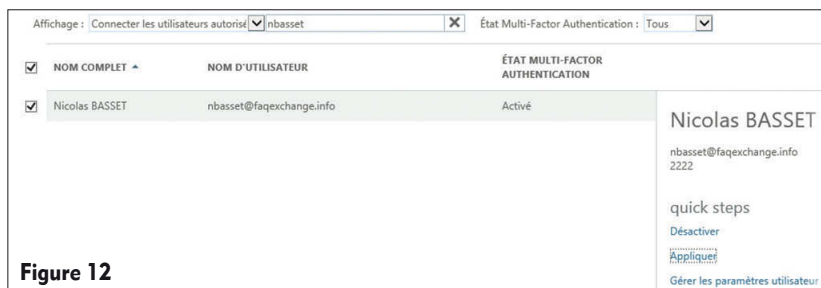 Affichage : Connecter les utilisateurs autorisé nbasset État Multi-Factor Authentication : Tous
NOM COMPLET NOM D'UTILISATEUR ÉTAT MULTI-FACTOR AUTHENTICATION
Nicolas BASSET nbasset@faqexchange.info Activé
Nicolas BASSET
nbasset@faqexchange.info
2222
quick steps
Désactiver
Appliquer
Gérer les paramètres utilisateur
Figure 12